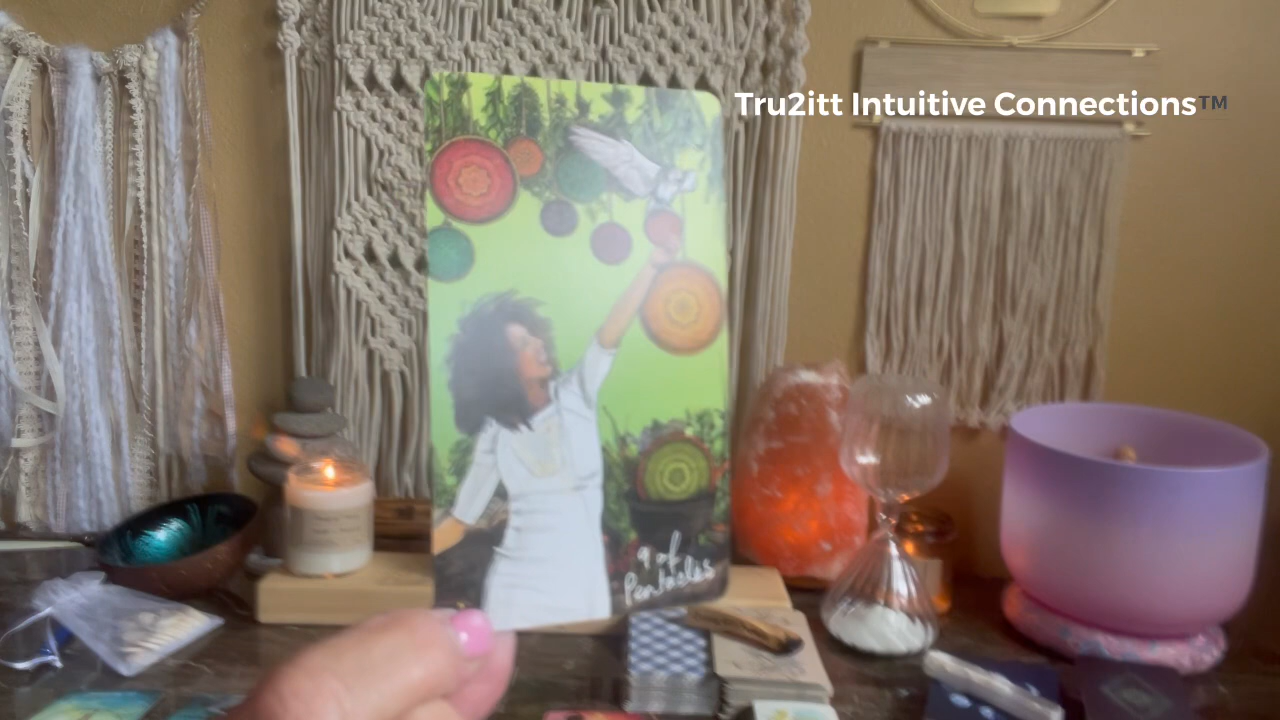 Tru2itt Intuitive Connections™
9 of
Pentacles